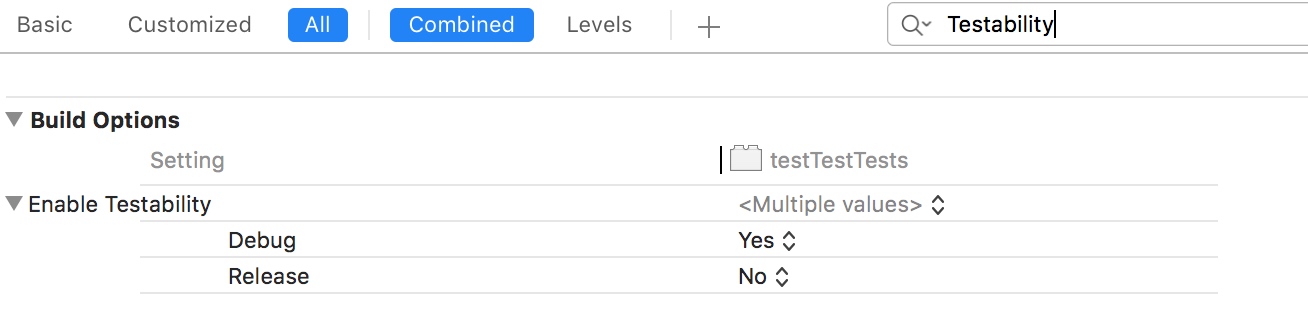 Basic Customized All Combined Levels + Testability
Build Options
Setting testTestTests
Enable Testability <Multiple values>
Debug Yes
Release No